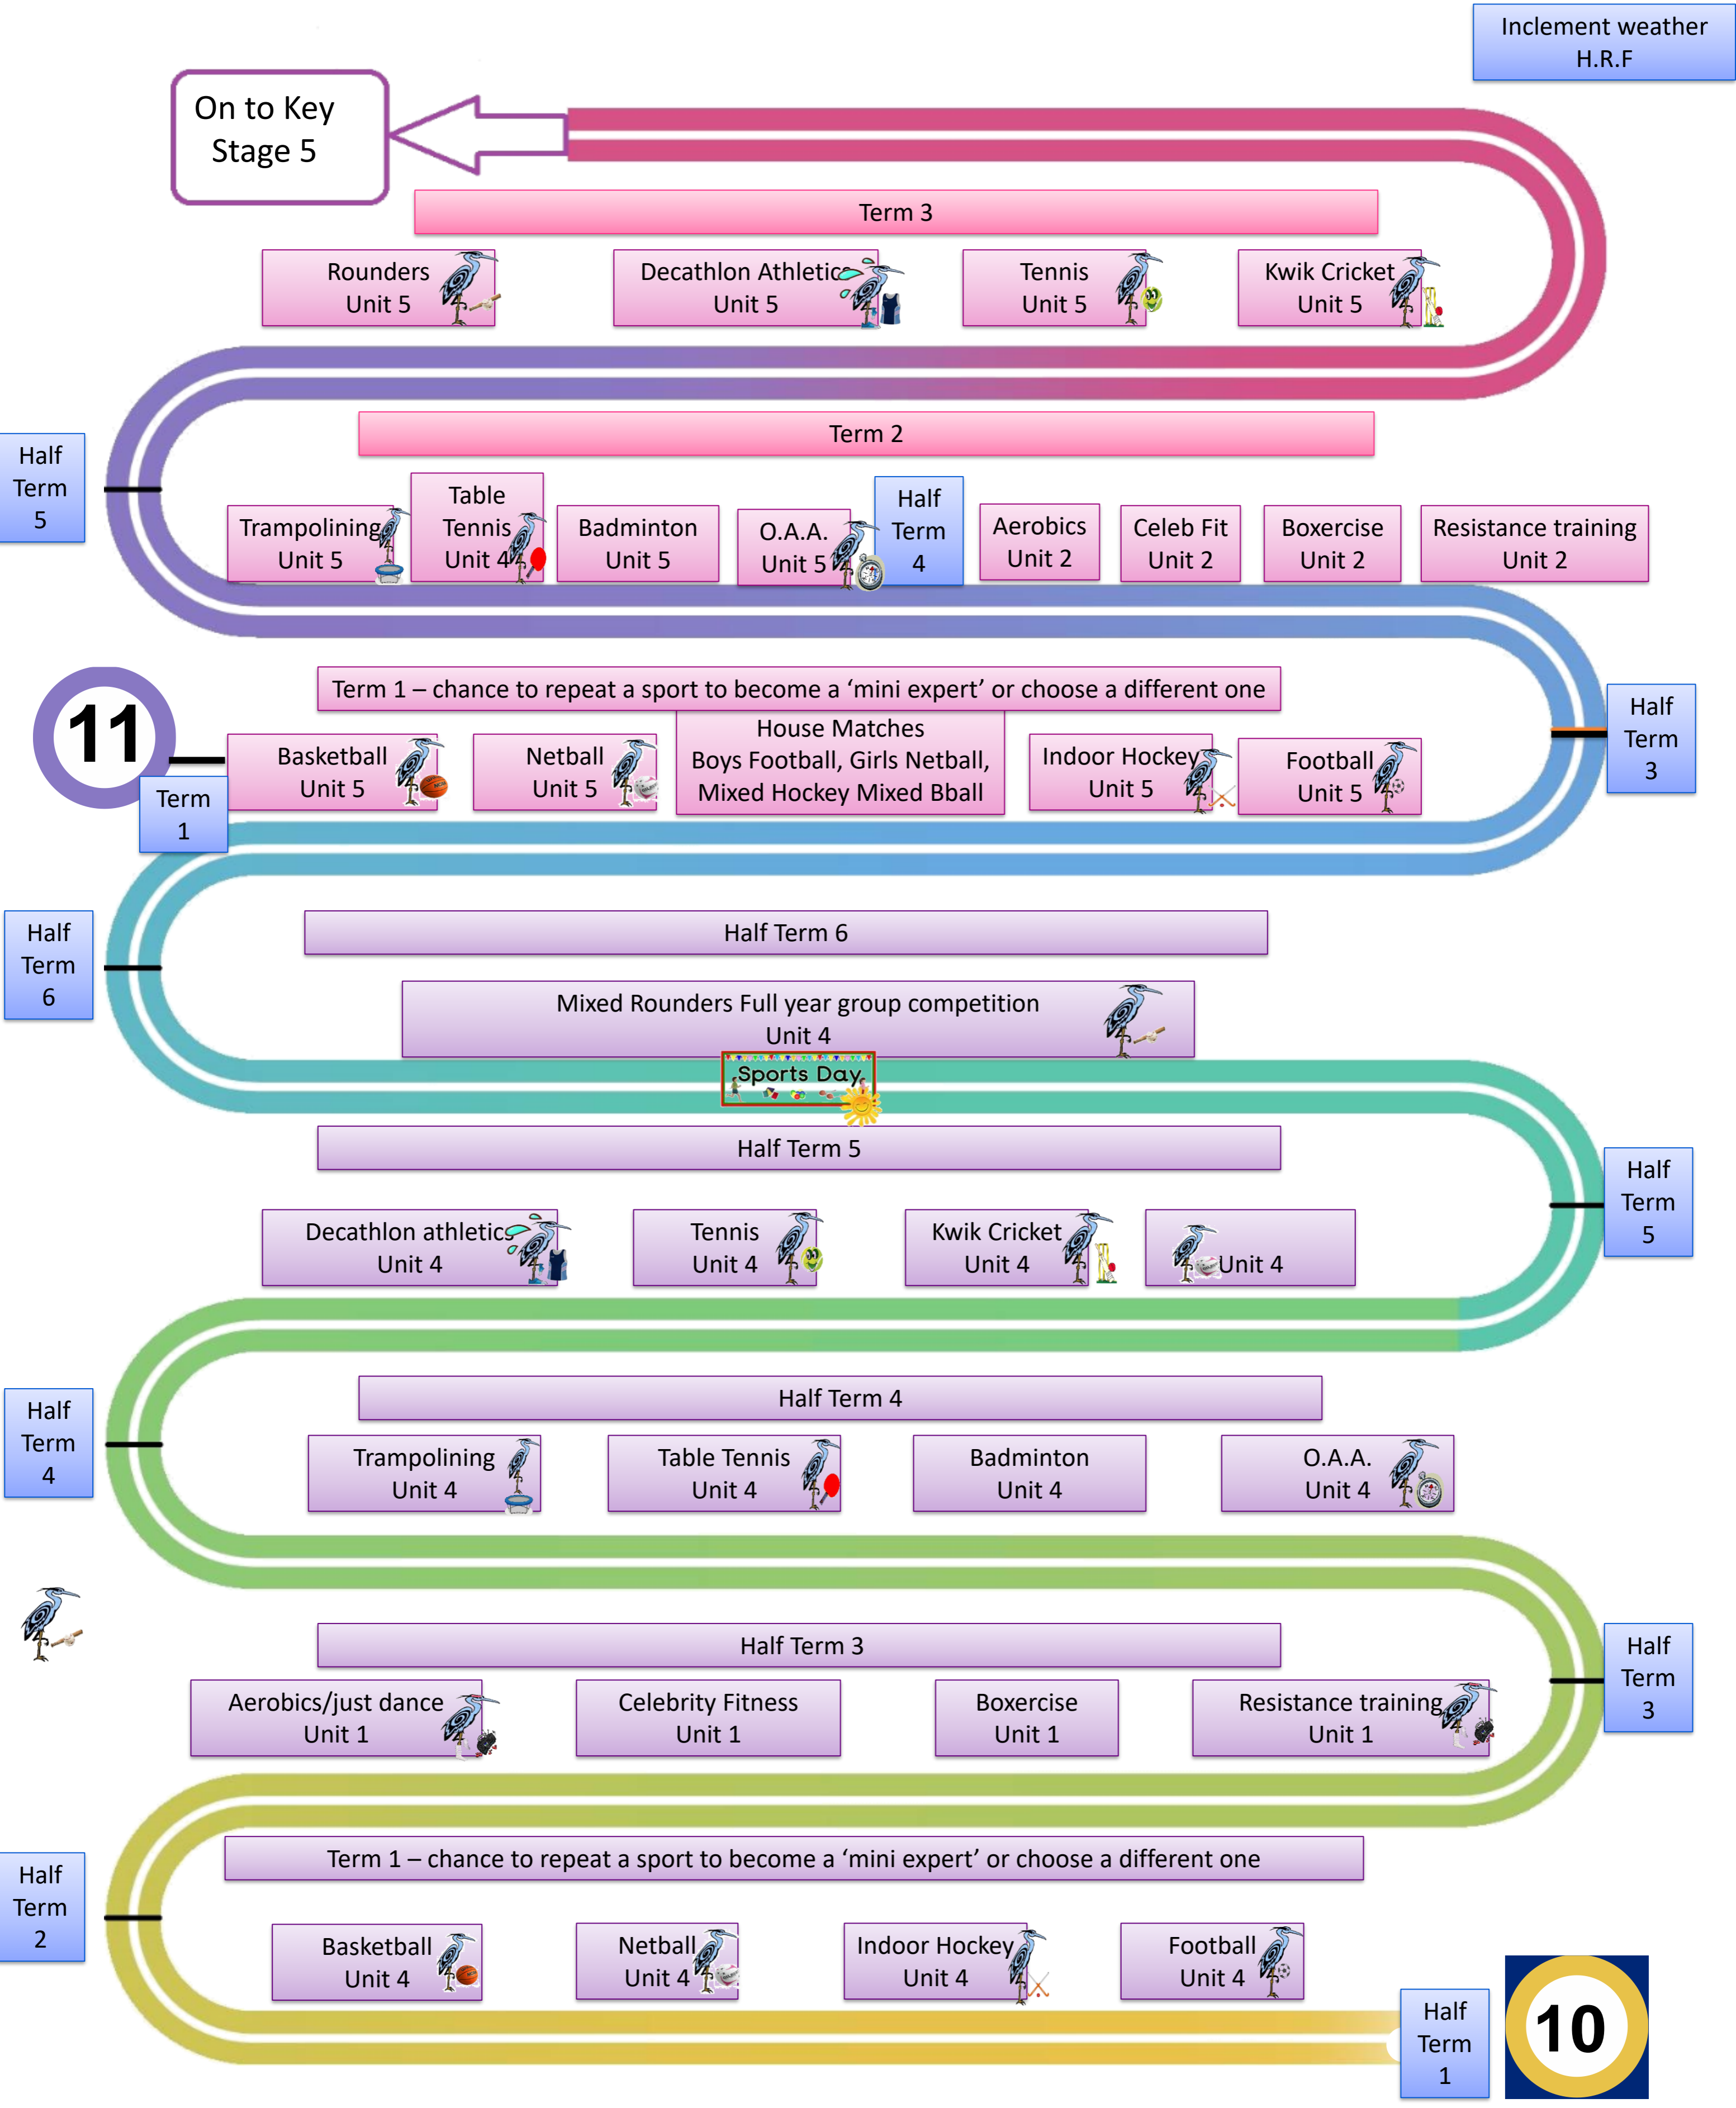 Inclement weather
H.R.F
On to Key
Stage 5
Term 3
Rounders
Unit 5
Decathlon Athletics
Unit 5
Tennis
Unit 5
Kwik Cricket
Unit 5
Term 2
Half
Term
5
Trampolining
Unit 5
Table
Tennis
Unit 4
Badminton
Unit 5
O.A.A.
Unit 5
Half
Term
4
Aerobics
Unit 2
Celeb Fit
Unit 2
Boxercise
Unit 2
Resistance training
Unit 2
11
Term
1
Term 1 – chance to repeat a sport to become a ‘mini expert’ or choose a different one
Basketball
Unit 5
Netball
Unit 5
House Matches
Boys Football, Girls Netball,
Mixed Hockey Mixed Bball
Indoor Hockey
Unit 5
Football
Unit 5
Half
Term
3
Half
Term
6
Half Term 6
Mixed Rounders Full year group competition
Unit 4
Sports Day
Half Term 5
Half
Term
5
Decathlon athletics
Unit 4
Tennis
Unit 4
Kwik Cricket
Unit 4
Unit 4
Half
Term
4
Half Term 4
Trampolining
Unit 4
Table Tennis
Unit 4
Badminton
Unit 4
O.A.A.
Unit 4
Half Term 3
Half
Term
3
Aerobics/just dance
Unit 1
Celebrity Fitness
Unit 1
Boxercise
Unit 1
Resistance training
Unit 1
Half
Term
2
Term 1 – chance to repeat a sport to become a ‘mini expert’ or choose a different one
Basketball
Unit 4
Netball
Unit 4
Indoor Hockey
Unit 4
Football
Unit 4
Half
Term
1
10